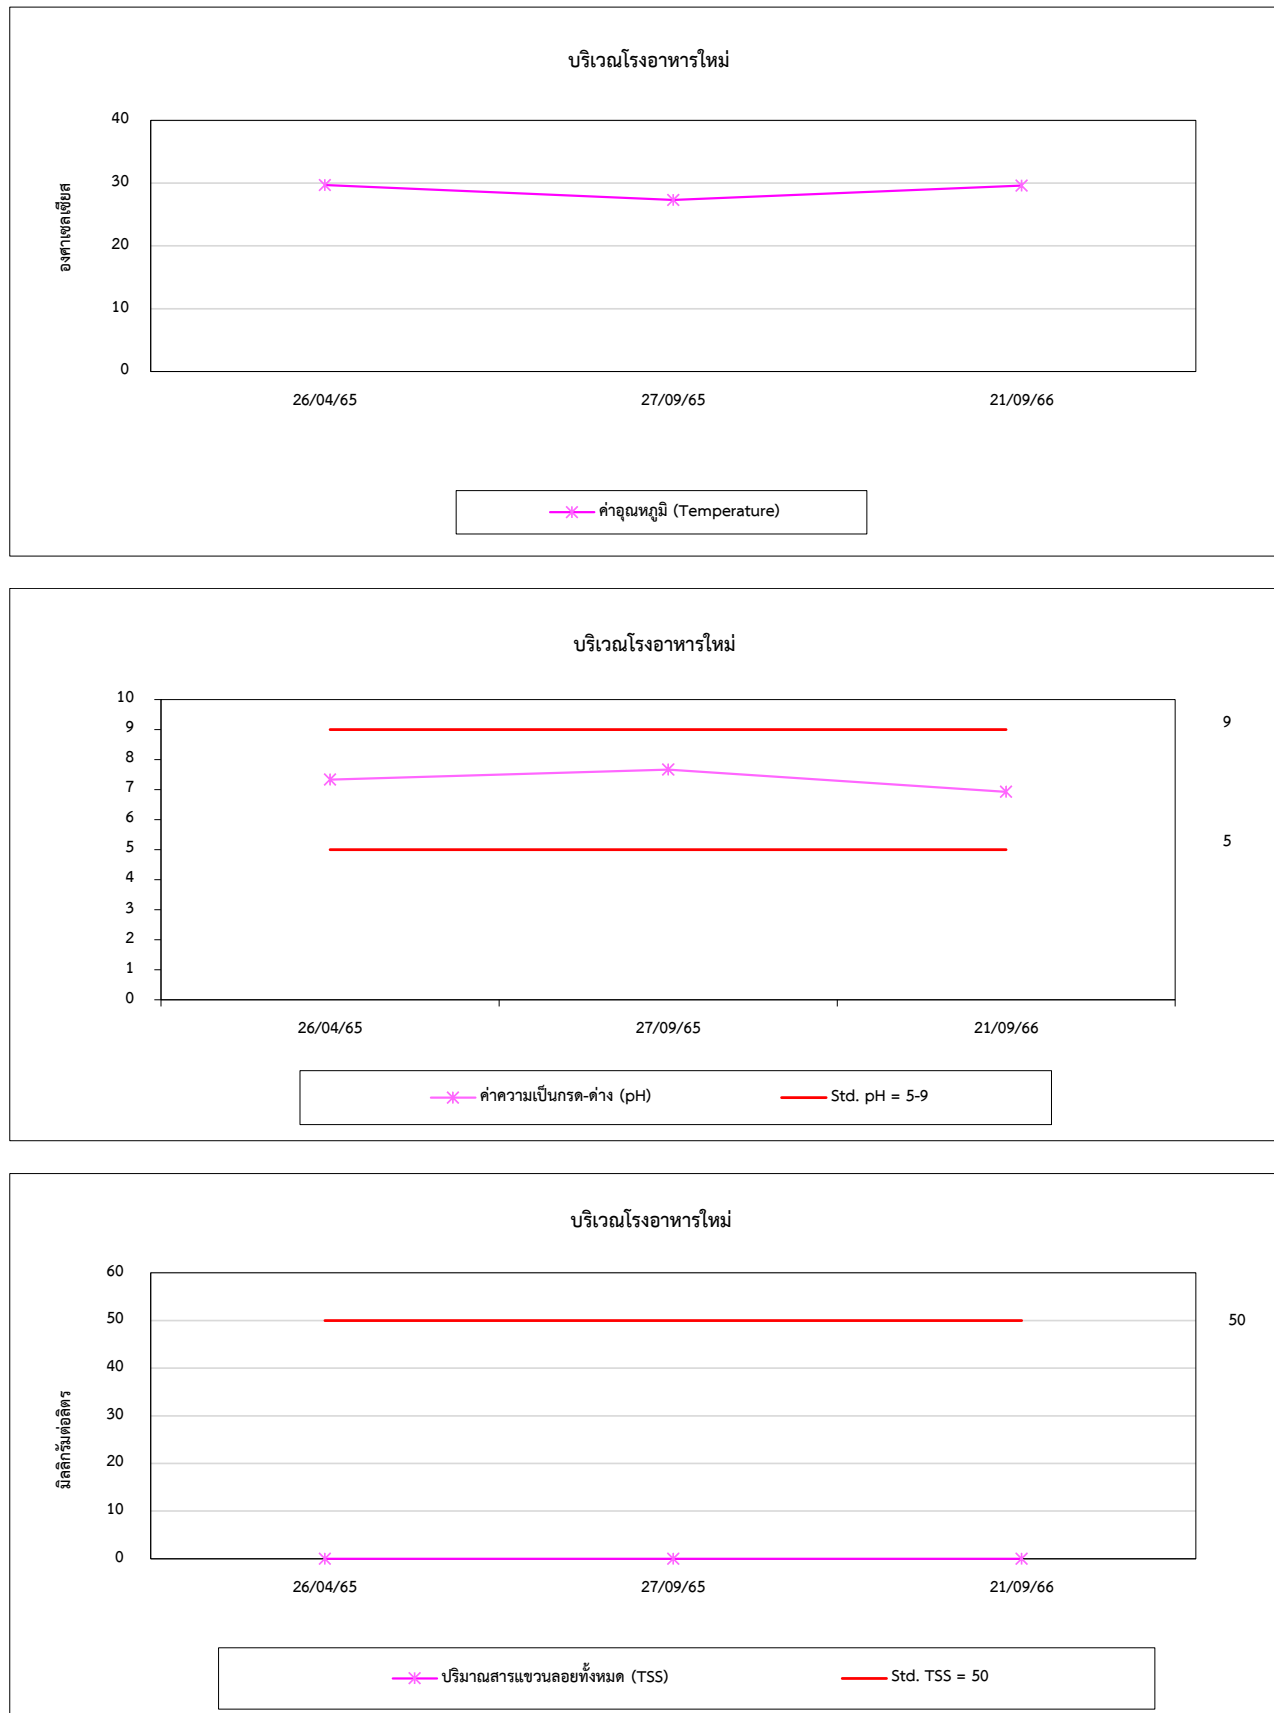 บริเวณโรงอาหารใหม่
องศาเซลเซียส
40
30
20
10
0
26/04/65 27/09/65 21/09/66
ค่าอุณหภูมิ (Temperature)
บริเวณโรงอาหารใหม่
10
9
8
7
6
5
4
3
2
1
0
9
5
26/04/65 27/09/65 21/09/66
ค่าความเป็นกรด-ด่าง (pH) Std. pH = 5-9
บริเวณโรงอาหารใหม่
มิลลิกรัมต่อลิตร
60
50
40
30
20
10
0
50
26/04/65 27/09/65 21/09/66
ปริมาณสารแขวนลอยทั้งหมด (TSS) Std. TSS = 50